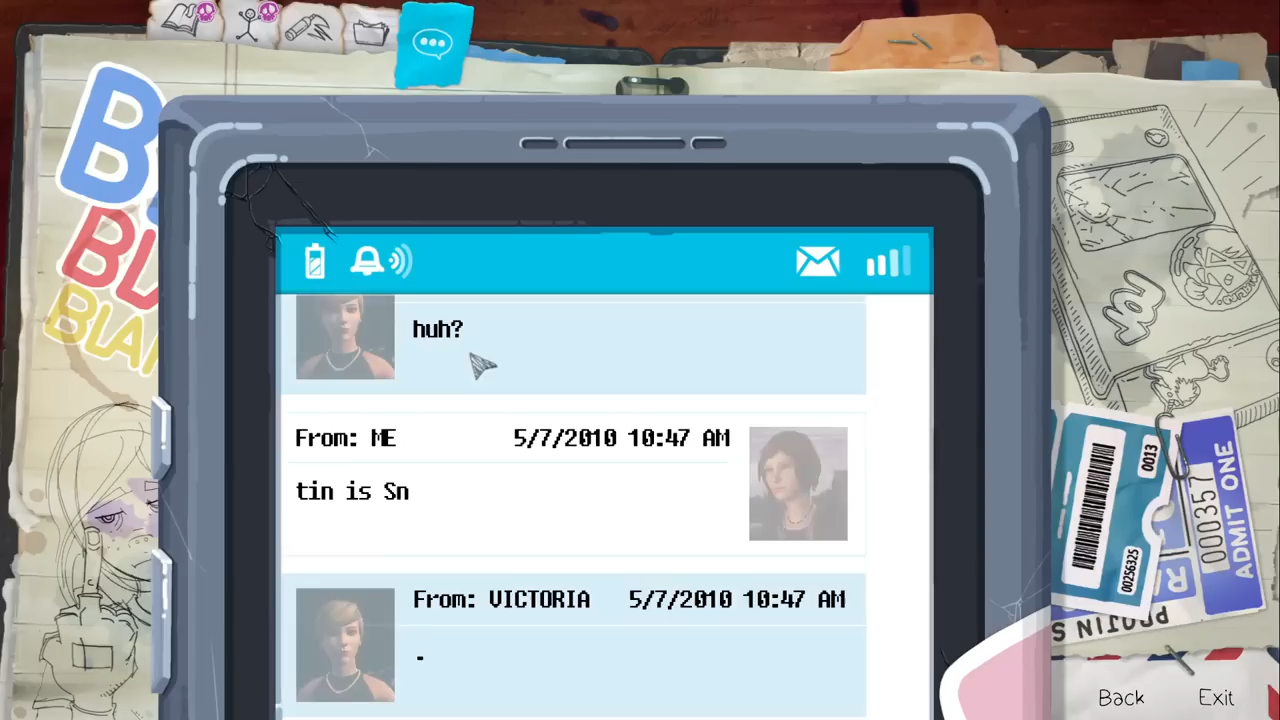 huh?
From: ME 5/7/2010 10:47 AM
tin is Sn
From: VICTORIA 5/7/2010 10:47 AM
-
0013
00256325
000357
ADMIT ONE
Back Exit